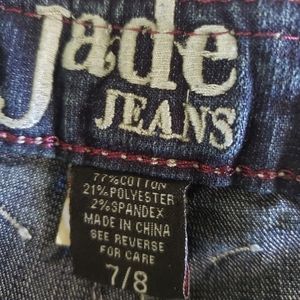 Jade
JEANS
77%COTTON
21%POLYESTER
2%SPANDEX
MADE IN CHINA
SEE REVERSE
FOR CARE
7/8